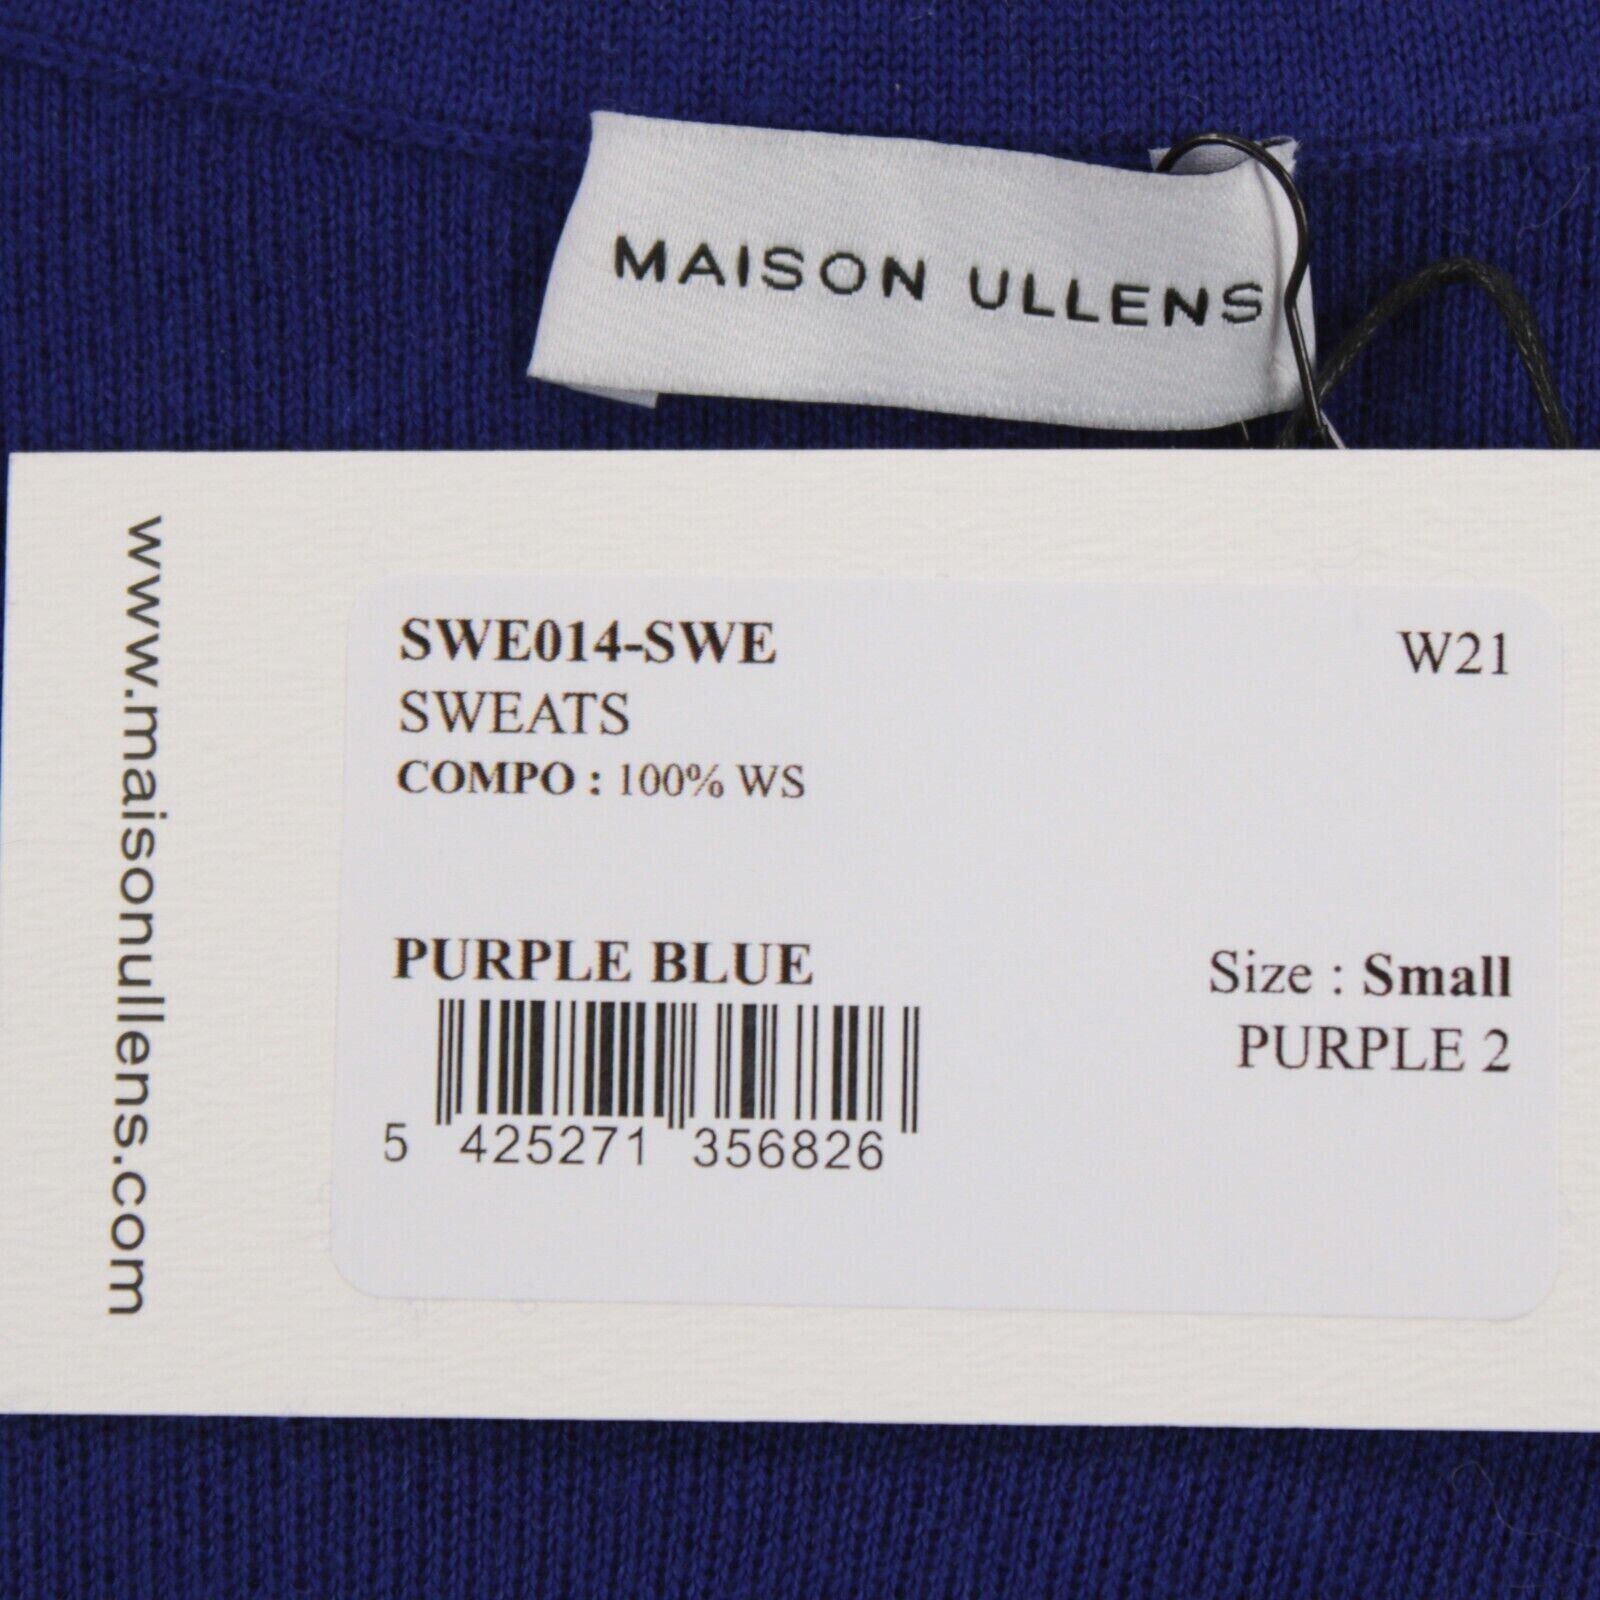 MAISON ULLENS
www.maisonullens.com
SWE014-SWE
W21
SWEATS
COMPO : 100% WS
PURPLE BLUE
Size : Small
PURPLE 2
5 425271 356826